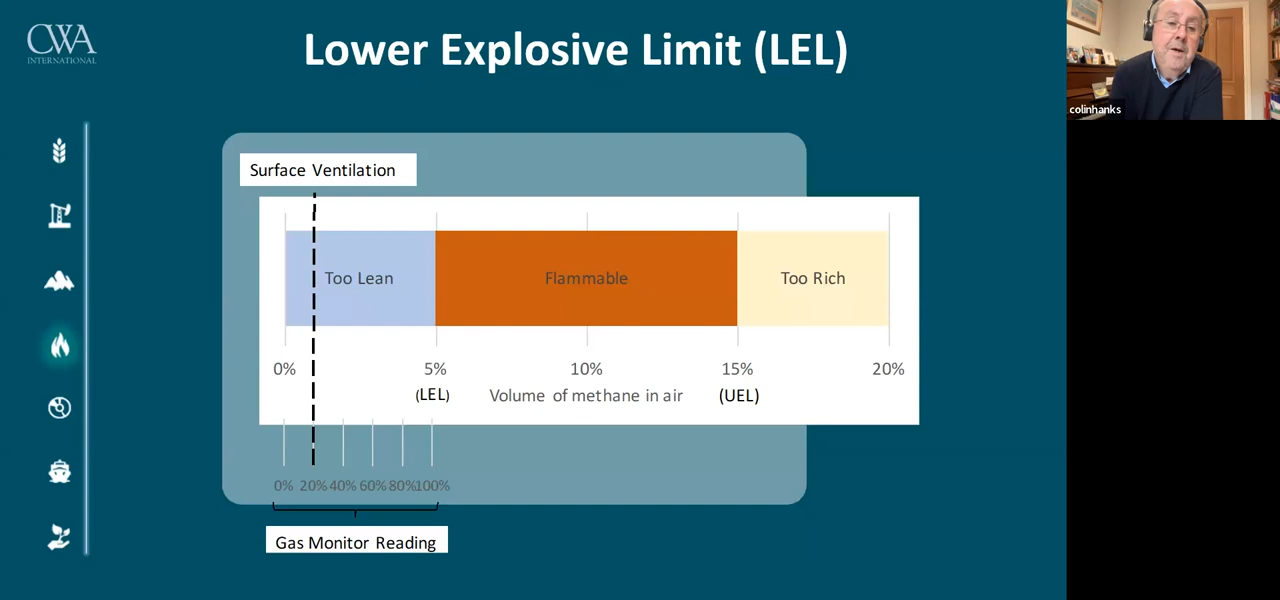 CWA
INTERNATIONAL
Lower Explosive Limit (LEL)
colinhanks
Surface Ventilation
Too Lean
Flammable
Too Rich
0%
5%
10%
15%
20%
(LEL)
Volume of methane in air
(UEL)
0%
20%
40%
60%
80%
100%
Gas Monitor Reading